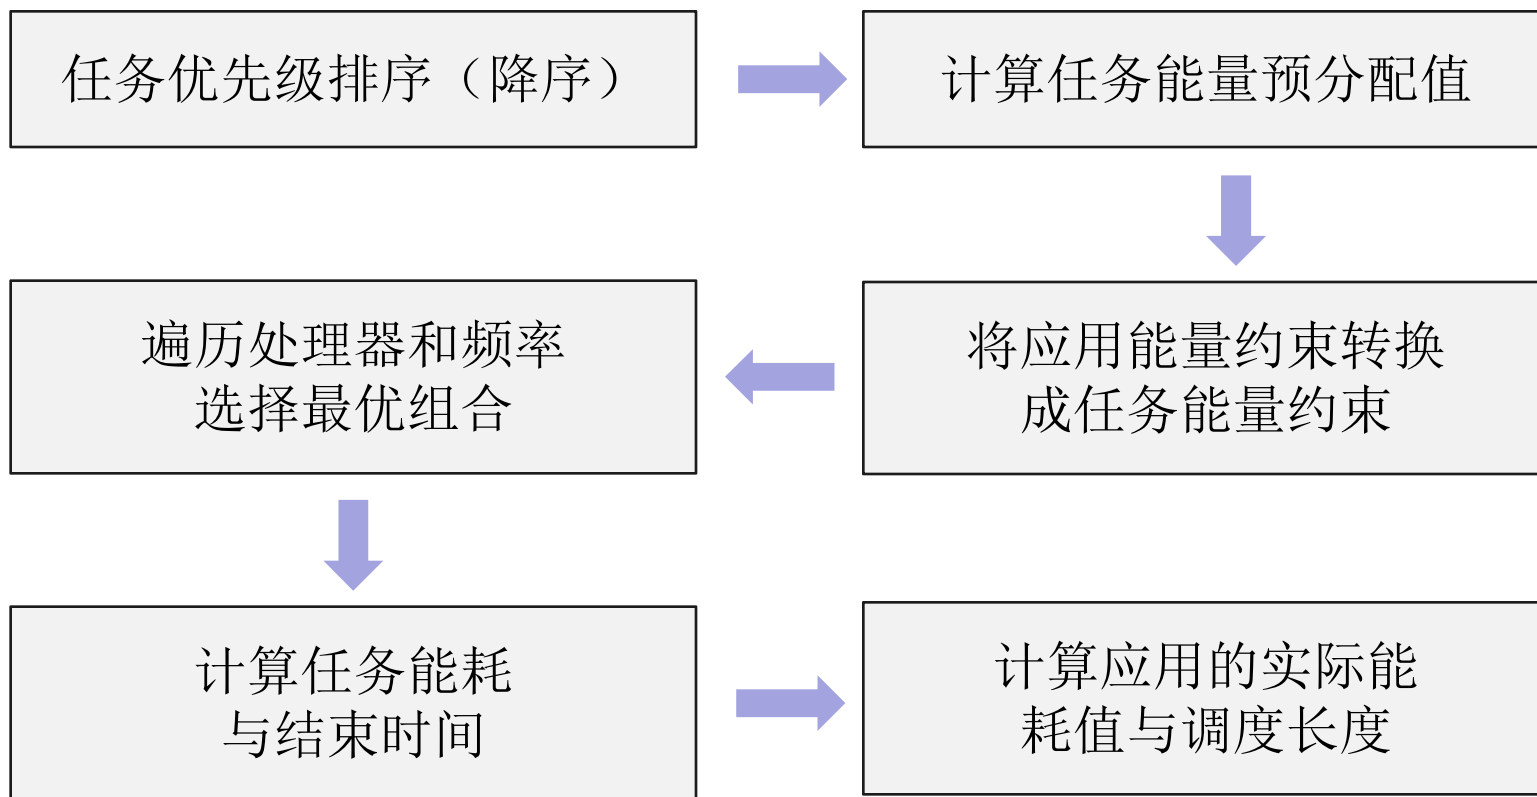 任务优先级排序（降序）
计算任务能量预分配值
将应用能量约束转换
成任务能量约束
遍历处理器和频率
选择最优组合
计算任务能耗
与结束时间
计算应用的实际能
耗值与调度长度